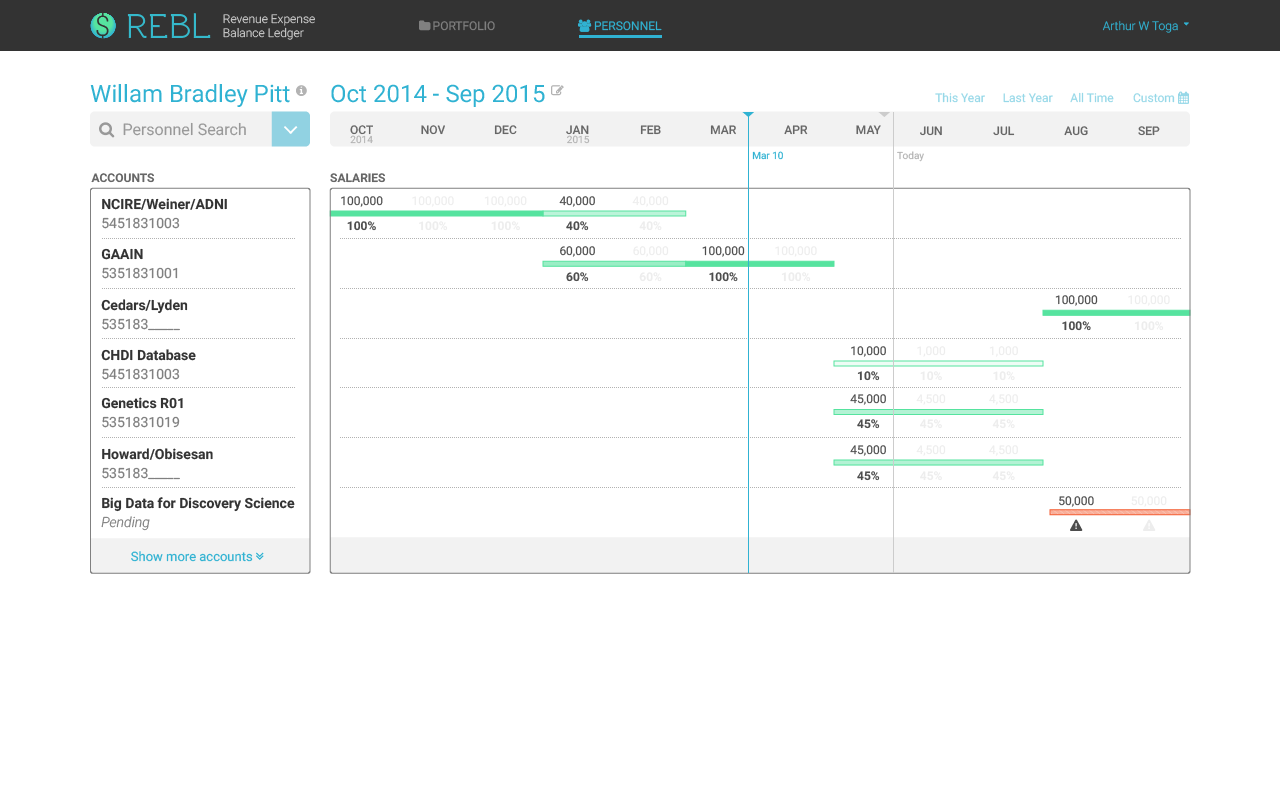 REBL
Revenue Expense
Balance Ledger
PORTFOLIO
PERSONNEL
Arthur W Toga
Willam Bradley Pitt
Oct 2014 - Sep 2015
This Year
Last Year
All Time
Custom
Personnel Search
OCT NOV DEC JAN FEB MAR APR MAY JUN JUL AUG SEP
2014 2015
Mar 10
Today
ACCOUNTS
SALARIES
NCIRE/Weiner/ADNI
5451831003
100,000 100,000 100,000 40,000 40,000
100% 100% 100% 40% 40%
GAAIN
5351831001
60,000 60,000 100,000 100,000
60% 60% 100% 100%
Cedars/Lyden
535183_____
100,000 100,000
100% 100%
CHDI Database
5451831003
10,000 1,000 1,000
10% 10% 10%
Genetics R01
5351831019
45,000 4,500 4,500
45% 45% 45%
Howard/Obisesan
535183_____
45,000 4,500 4,500
45% 45% 45%
Big Data for Discovery Science
Pending
50,000 50,000
Show more accounts